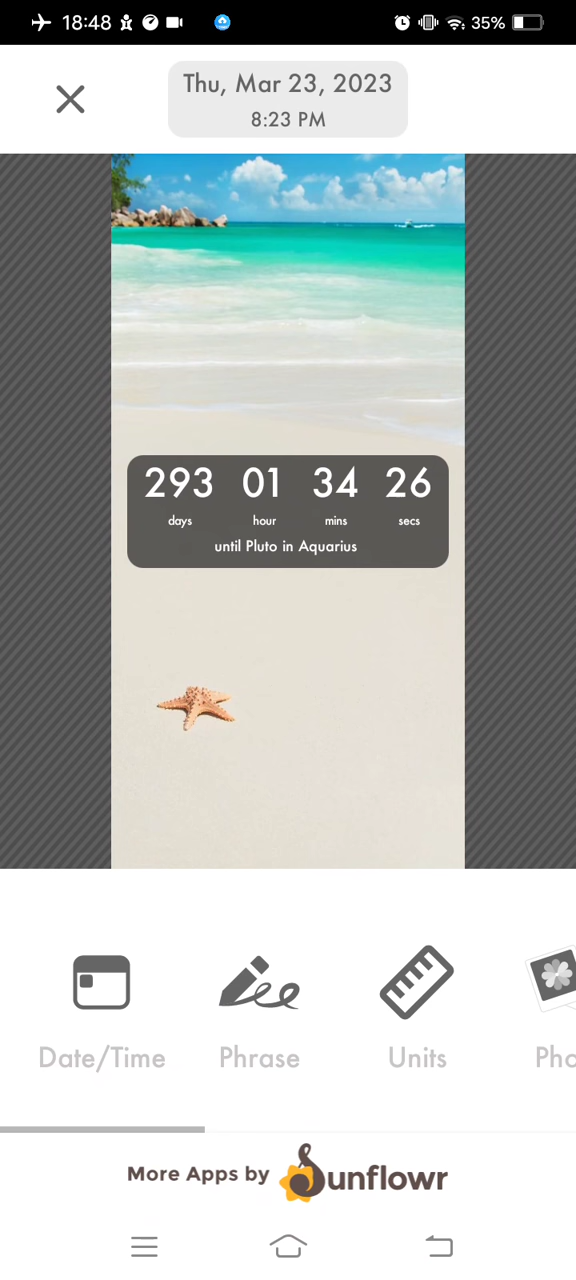 18:48 35%
Thu, Mar 23, 2023
8:23 PM
293 01 34 26
days hour mins secs
until Pluto in Aquarius
Date/Time Phrase Units Pho
More Apps by Sunflowr